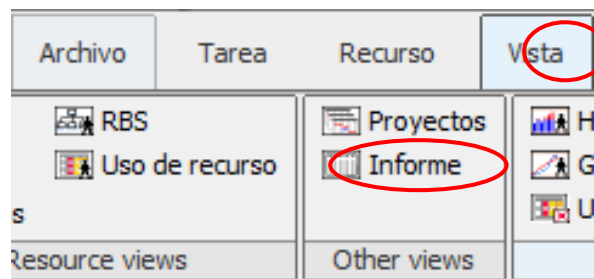 Archivo Tarea Recurso Vista
RBS Proyectos H
Uso de recurso Informe G
s U
Resource views Other views